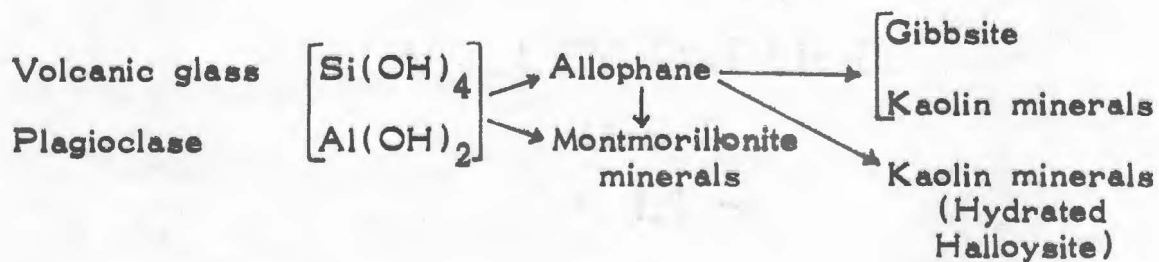 Volcanic glass
Plagioclase
Si(OH)4
Al(OH)2
Allophane
Montmorillonite
minerals
Gibbsite
Kaolin minerals
Kaolin minerals
(Hydrated
Halloysite)